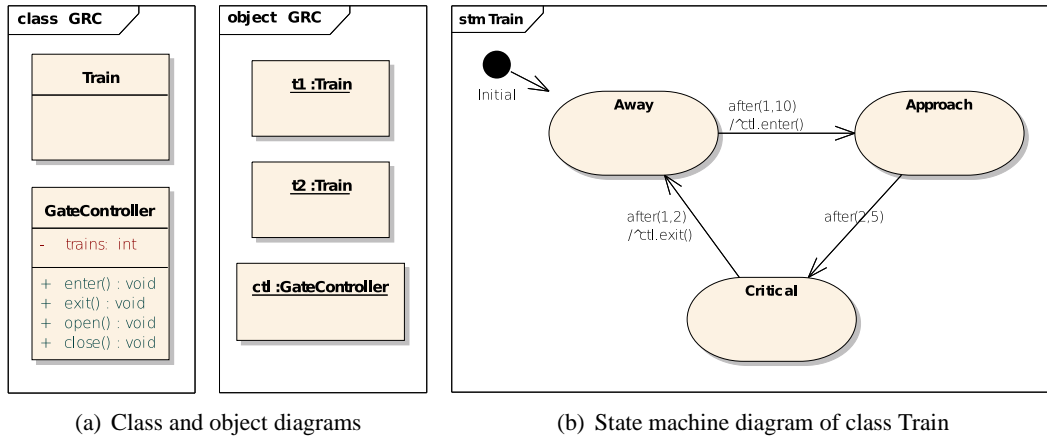 class GRC
Train
GateController
- trains: int
+ enter() : void
+ exit() : void
+ open() : void
+ close() : void
object GRC
t1 :Train
t2 :Train
ctl :GateController
(a) Class and object diagrams
stm Train
Initial
Away
after(1,10)
/^ctl.enter()
Approach
after(1,2)
/^ctl.exit()
after(2,5)
Critical
(b) State machine diagram of class Train